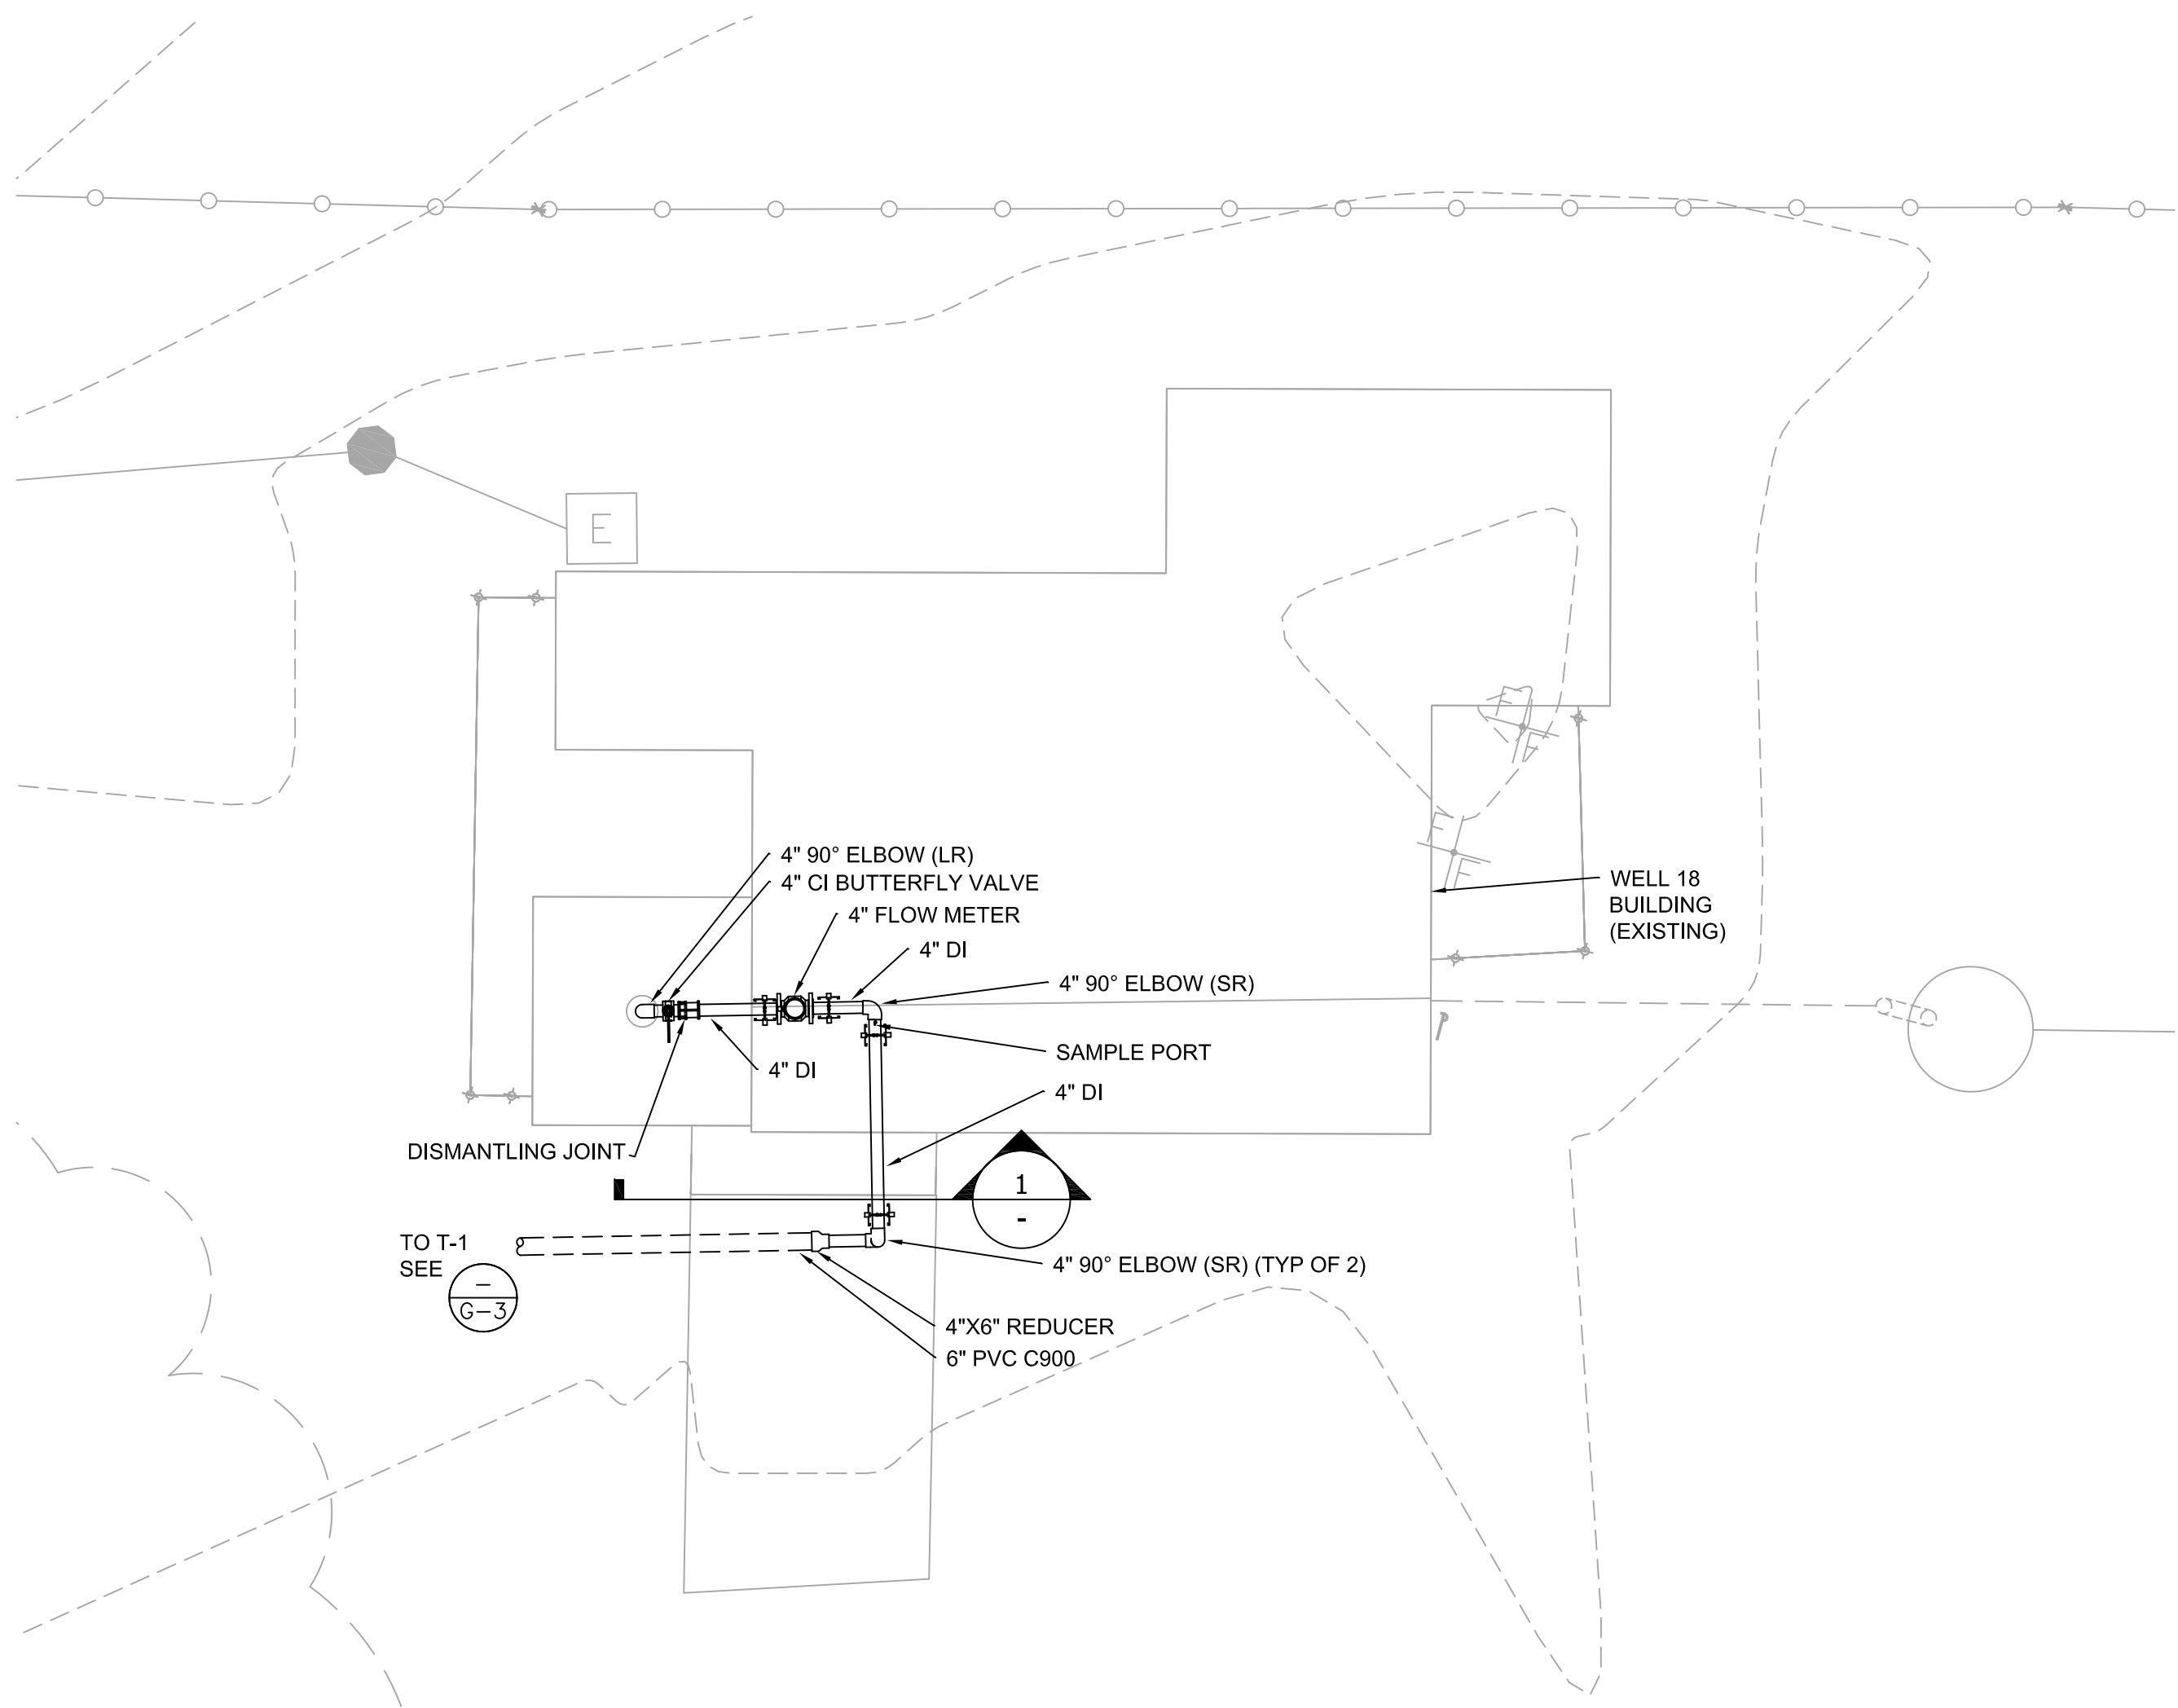 E
F
F
F
F
4" 90° ELBOW (LR)
4" CI BUTTERFLY VALVE
4" FLOW METER
4" DI
4" 90° ELBOW (SR)
WELL 18
BUILDING
(EXISTING)
SAMPLE PORT
4" DI
4" DI
DISMANTLING JOINT
1
-
TO T-1
SEE
—
G-3
4" 90° ELBOW (SR) (TYP OF 2)
4"X6" REDUCER
6" PVC C900